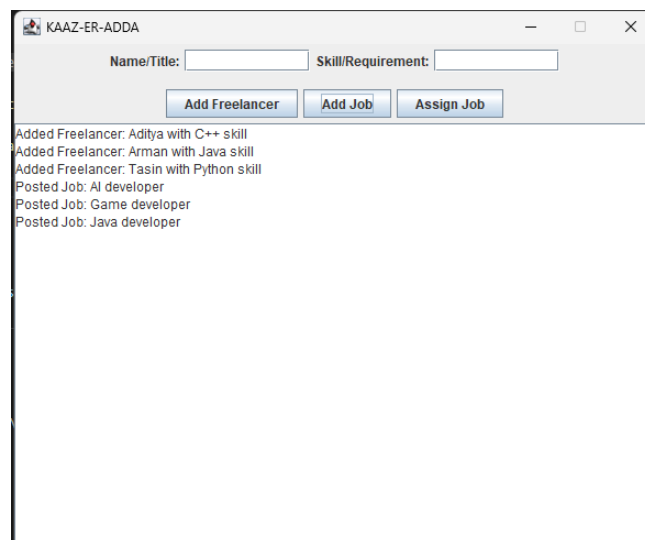 KAAZ-ER-ADDA
Name/Title: Skill/Requirement:
Add Freelancer Add Job Assign Job
Added Freelancer: Aditya with C++ skill
Added Freelancer: Arman with Java skill
Added Freelancer: Tasin with Python skill
Posted Job: AI developer
Posted Job: Game developer
Posted Job: Java developer